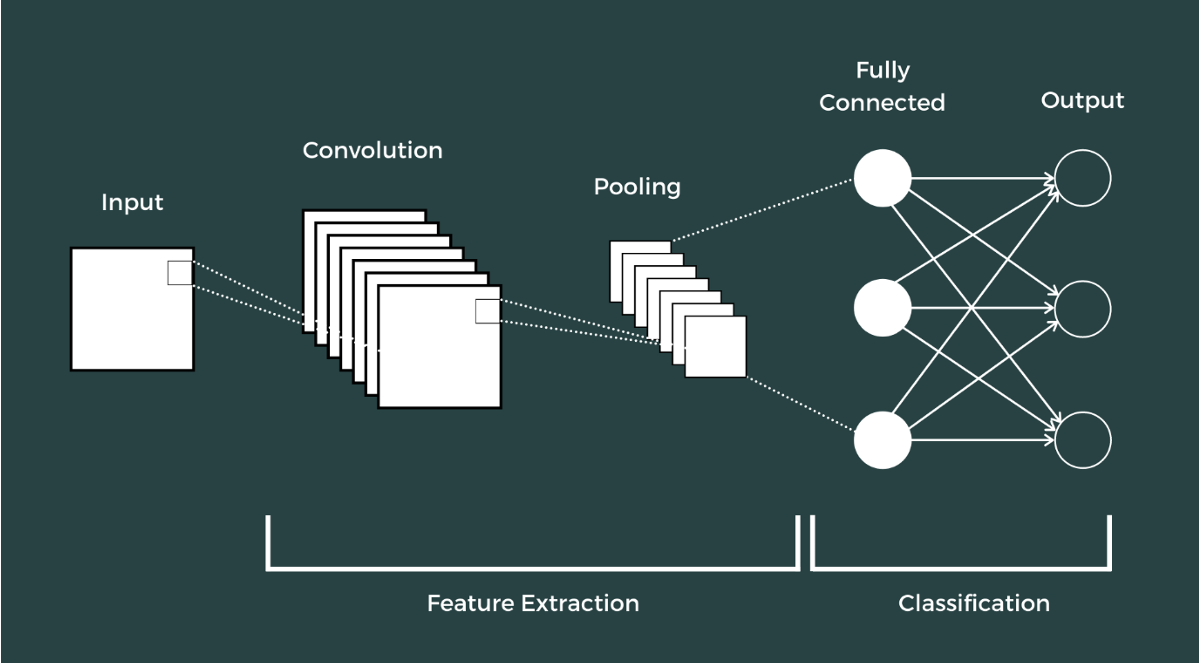 Input
Convolution
Pooling
Fully
Connected
Output
Feature Extraction
Classification